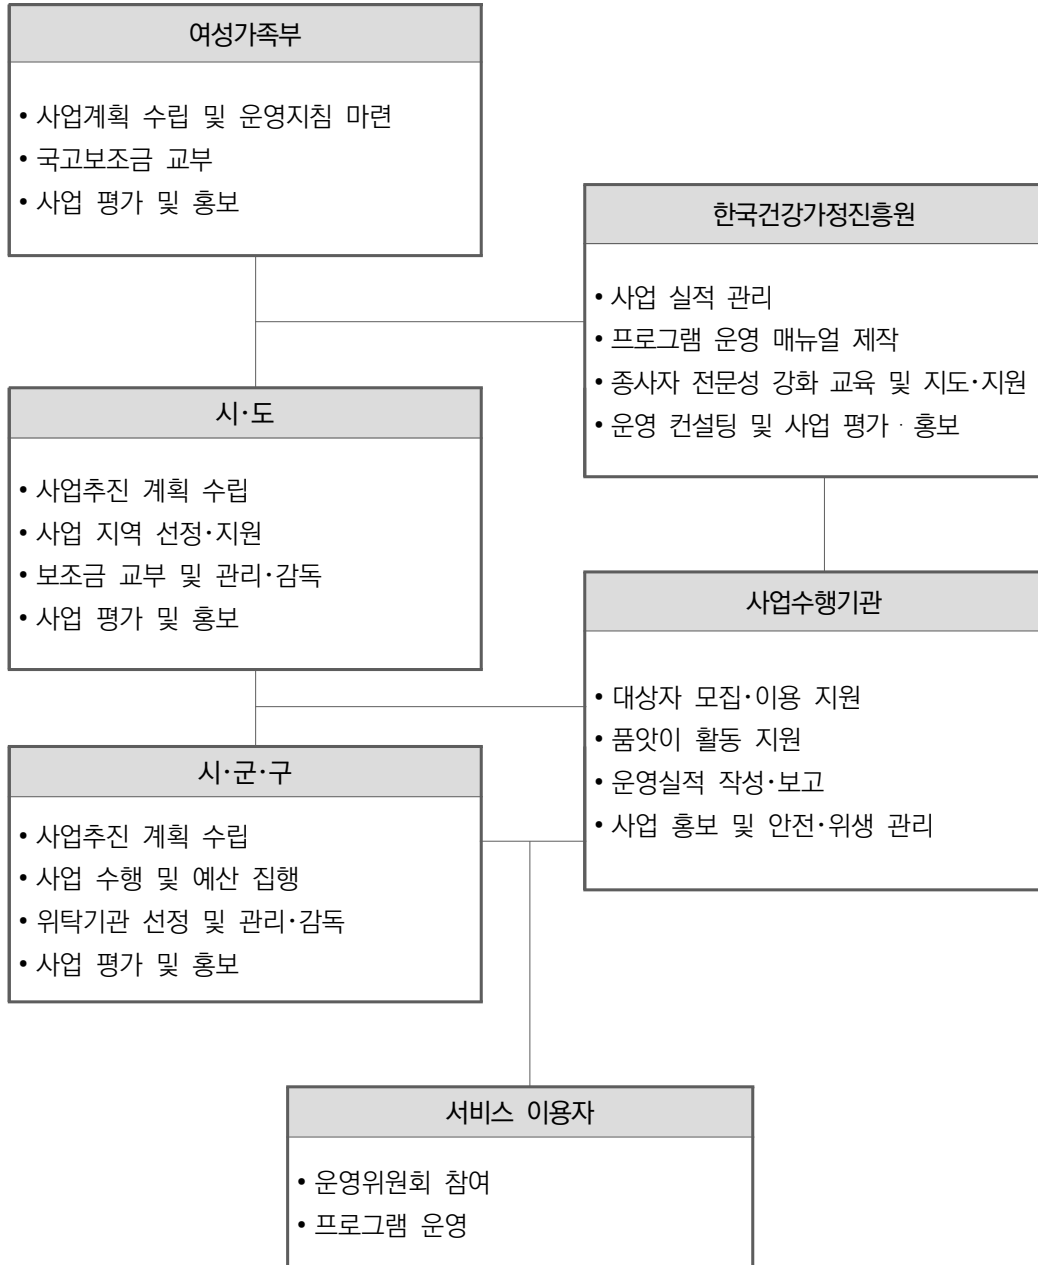 여성가족부
• 사업계획 수립 및 운영지침 마련
• 국고보조금 교부
• 사업 평가 및 홍보
한국건강가정진흥원
• 사업 실적 관리
• 프로그램 운영 매뉴얼 제작
• 종사자 전문성 강화 교육 및 지도·지원
• 운영 컨설팅 및 사업 평가 · 홍보
시·도
• 사업추진 계획 수립
• 사업 지역 선정·지원
• 보조금 교부 및 관리·감독
• 사업 평가 및 홍보
사업수행기관
• 대상자 모집·이용 지원
• 품앗이 활동 지원
• 운영실적 작성·보고
• 사업 홍보 및 안전·위생 관리
시·군·구
• 사업추진 계획 수립
• 사업 수행 및 예산 집행
• 위탁기관 선정 및 관리·감독
• 사업 평가 및 홍보
서비스 이용자
• 운영위원회 참여
• 프로그램 운영